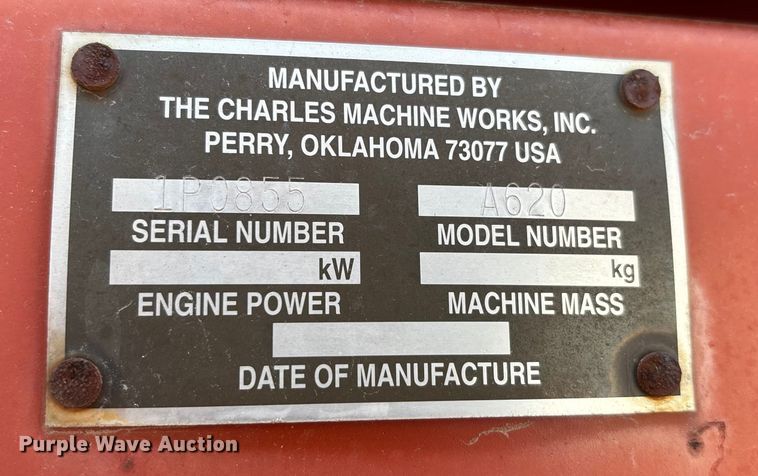 MANUFACTURED BY
THE CHARLES MACHINE WORKS, INC.
PERRY, OKLAHOMA 73077 USA
1P0855 A620
SERIAL NUMBER MODEL NUMBER
kW kg
ENGINE POWER MACHINE MASS
DATE OF MANUFACTURE
Purple Wave Auction